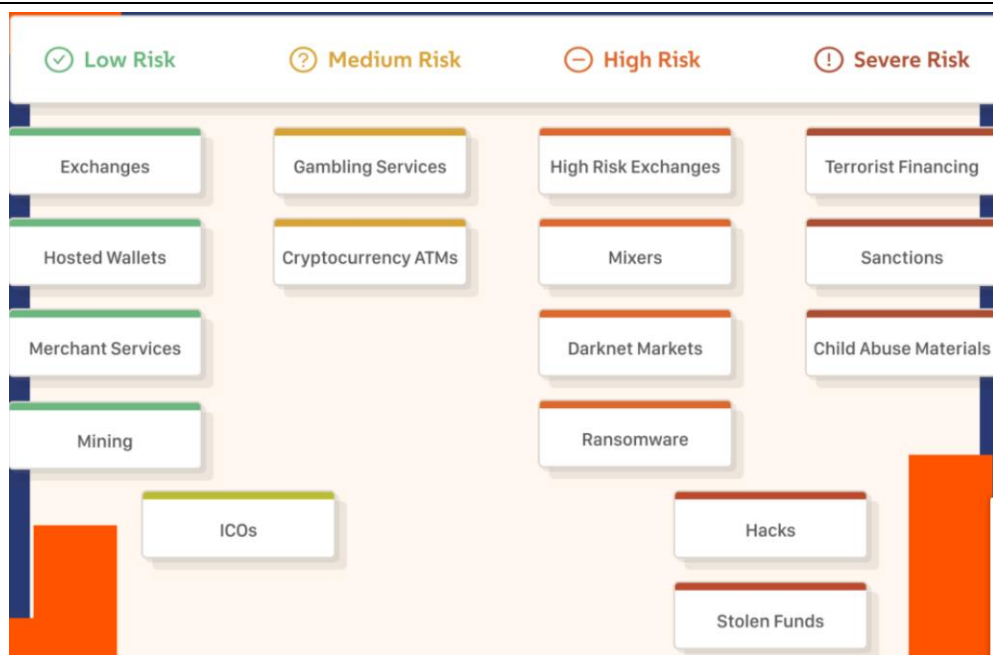 Low Risk
Medium Risk
High Risk
Severe Risk
Exchanges
Gambling Services
High Risk Exchanges
Terrorist Financing
Hosted Wallets
Cryptocurrency ATMs
Mixers
Sanctions
Merchant Services
Darknet Markets
Child Abuse Materials
Mining
Ransomware
ICOs
Hacks
Stolen Funds